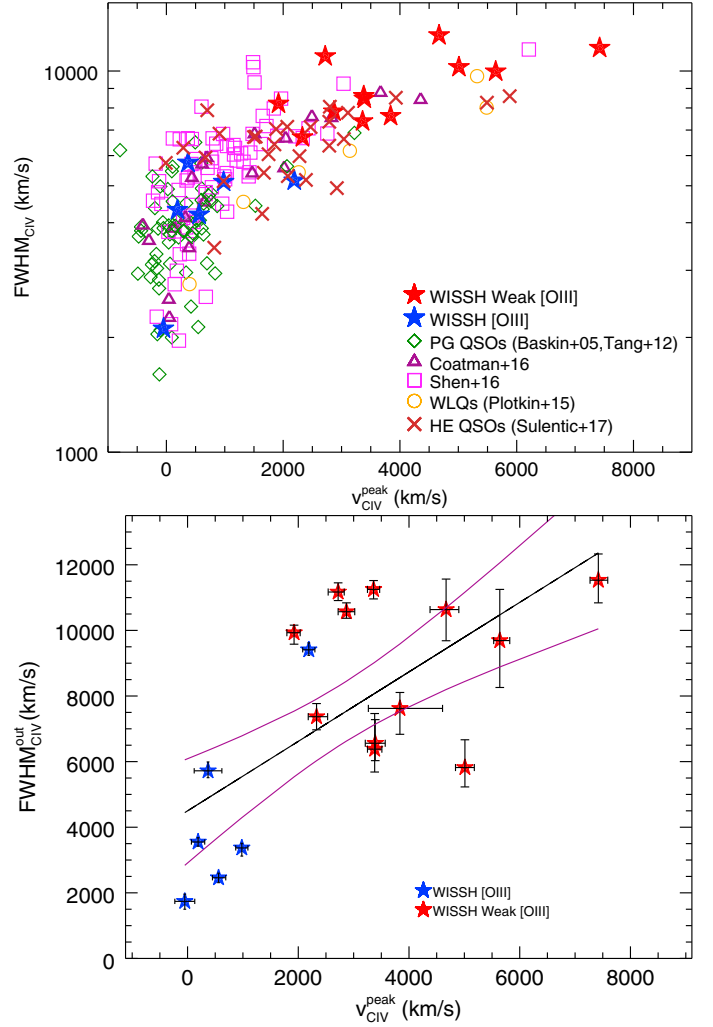 10000
1000
FWHM_CIV (km/s)
WISSH Weak [OIII]
WISSH [OIII]
PG QSOs (Baskin+05,Tang+12)
Coatman+16
Shen+16
WLQs (Plotkin+15)
HE QSOs (Sulentic+17)
0 2000 4000 6000 8000
v_CIV^peak (km/s)
12000
10000
8000
6000
4000
2000
0
FWHM_CIV^out (km/s)
WISSH [OIII]
WISSH Weak [OIII]
0 2000 4000 6000 8000
v_CIV^peak (km/s)